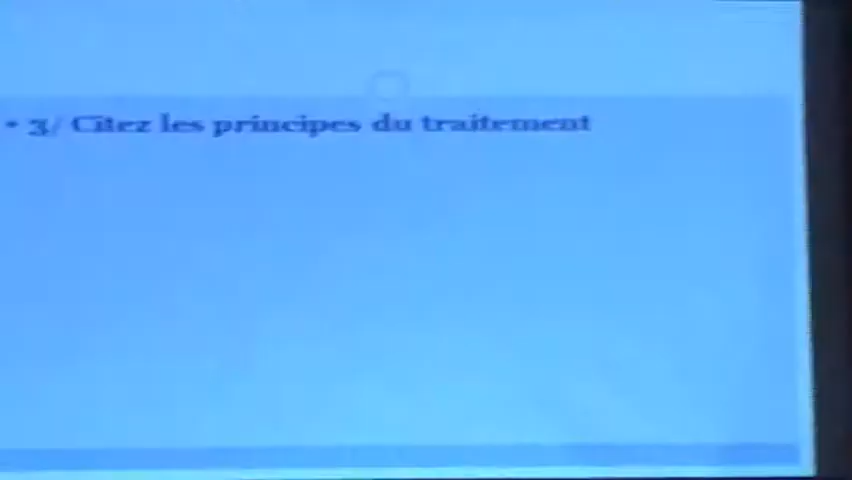 • 3/ Citez les principes du traitement